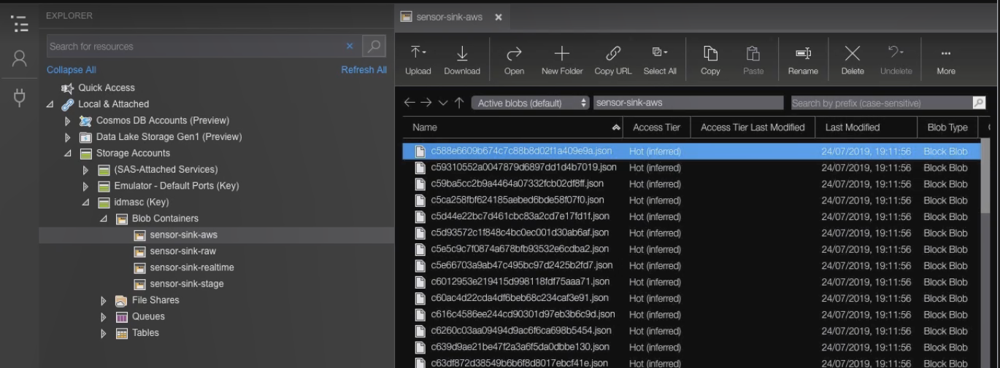 EXPLORER
Search for resources
Collapse All Refresh All
Quick Access
Local & Attached
Cosmos DB Accounts (Preview)
Data Lake Storage Gen1 (Preview)
Storage Accounts
(SAS-Attached Services)
Emulator - Default Ports (Key)
idmasc (Key)
Blob Containers
sensor-sink-aws
sensor-sink-raw
sensor-sink-realtime
sensor-sink-stage
File Shares
Queues
Tables
sensor-sink-aws
Upload Download Open New Folder Copy URL Select All Copy Paste Rename Delete Undelete More
Active blobs (default) sensor-sink-aws Search by prefix (case-sensitive)
Name Access Tier Access Tier Last Modified Last Modified Blob Type
c588e6609b674c7c88b8d02f1a409e9a.json Hot (inferred) 24/07/2019, 19:11:56 Block Blob
c59310552a0047879d6897dd1d4b7019.json Hot (inferred) 24/07/2019, 19:11:56 Block Blob
c59ba5cc2b9a4464a07332fcb02df8ff.json Hot (inferred) 24/07/2019, 19:11:56 Block Blob
c5ca258fbf624185aebed6bde58f07f0.json Hot (inferred) 24/07/2019, 19:11:56 Block Blob
c5d44e22bc7d461cbc83a2cd7e17fd1f.json Hot (inferred) 24/07/2019, 19:11:56 Block Blob
c5d93572c1f848c4bc0ec001d30ab6af.json Hot (inferred) 24/07/2019, 19:11:56 Block Blob
c5e5c9c7f0874a678bfb93532e6cdba2.json Hot (inferred) 24/07/2019, 19:11:56 Block Blob
c5e66703a9ab47c495bc97d2425b2fd7.json Hot (inferred) 24/07/2019, 19:11:56 Block Blob
c6012953e219415d998118fdf75aaa71.json Hot (inferred) 24/07/2019, 19:11:56 Block Blob
c60ac4d22cda4df6beb68c234caf3e91.json Hot (inferred) 24/07/2019, 19:11:56 Block Blob
c616c4586ee244cd90301d97eb3b6c9d.json Hot (inferred) 24/07/2019, 19:11:56 Block Blob
c6260c03aa09494d9ac6f6ca698b5454.json Hot (inferred) 24/07/2019, 19:11:56 Block Blob
c639d9ae21be47f2a3a6f5da0dbbe130.json Hot (inferred) 24/07/2019, 19:11:56 Block Blob
c63df872d38549b6b6f8d8017ebcf41e.json Hot (inferred) 24/07/2019, 19:11:56 Block Blob